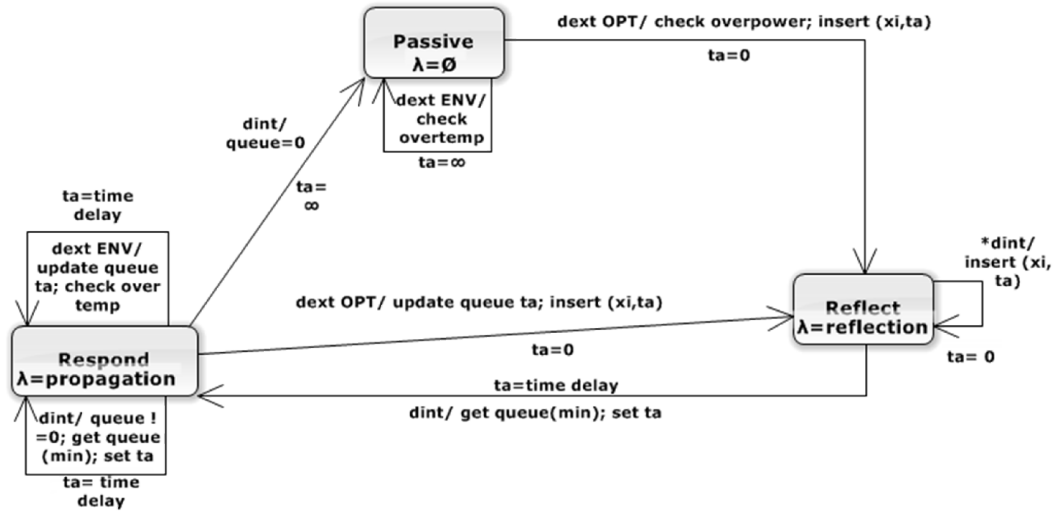 dext OPT/ check overpower; insert (xi,ta)
Passive
λ=Ø
ta=0
dext ENV/
check
overtemp
ta=∞
dint/
queue=0
ta=
∞
ta=time
delay
dext ENV/
update queue
ta; check over
temp
*dint/
insert (xi,
ta)
dext OPT/ update queue ta; insert (xi,ta)
Reflect
λ=reflection
ta=0
ta= 0
Respond
λ=propagation
ta=time delay
dint/ get queue(min); set ta
dint/ queue !
=0; get queue
(min); set ta
ta= time
delay